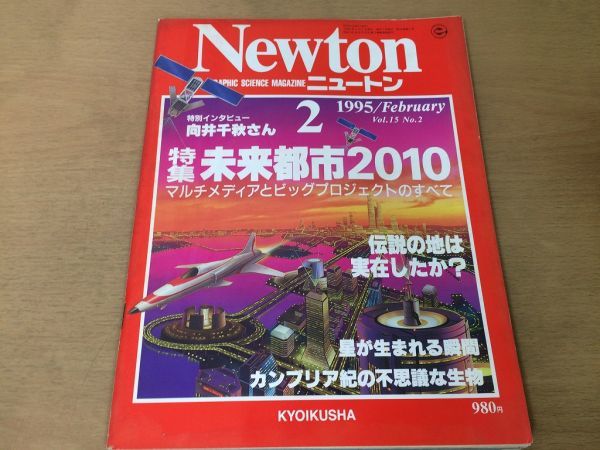 Newton
GRAPHIC SCIENCE MAGAZINE ニュートン
2 1995/February
Vol.15 No.2
特別インタビュー
向井千秋さん
特集 未来都市2010
マルチメディアとビッグプロジェクトのすべて
伝説の地は
実在したか?
星が生まれる瞬間
カンブリア紀の不思議な生物
KYOIKUSHA
980円